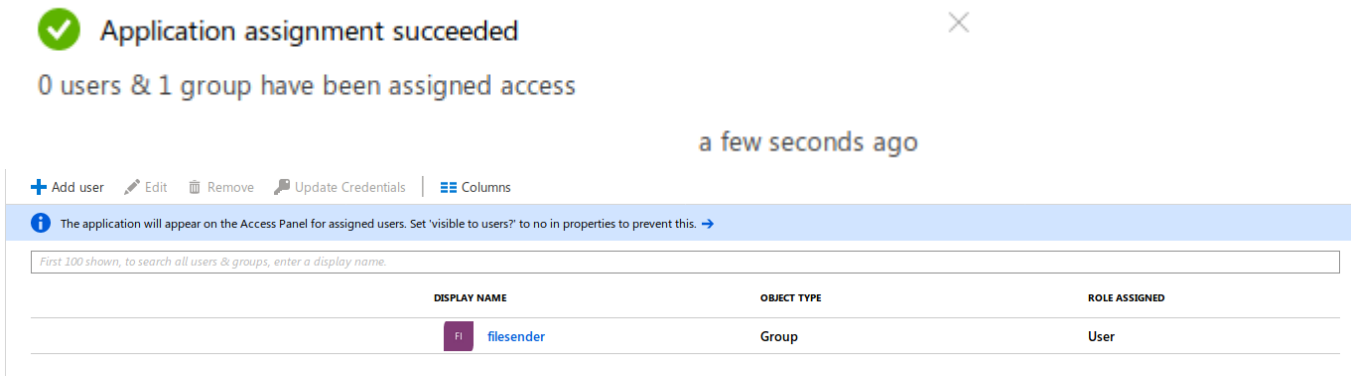 Application assignment succeeded
0 users & 1 group have been assigned access
a few seconds ago
Add user Edit Remove Update Credentials Columns
The application will appear on the Access Panel for assigned users. Set 'visible to users?' to no in properties to prevent this.
First 100 shown, to search all users & groups, enter a display name.
DISPLAY NAME OBJECT TYPE ROLE ASSIGNED
FI filesender Group User